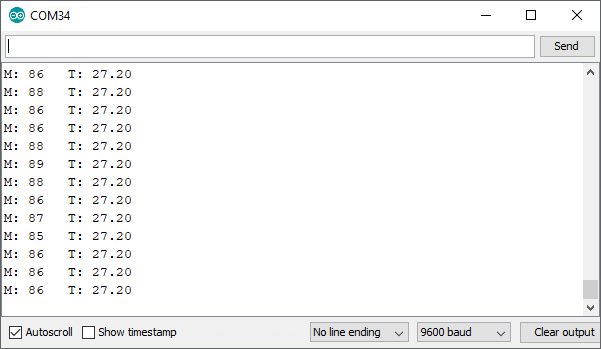 COM34
Send
M: 86   T: 27.20
M: 88   T: 27.20
M: 86   T: 27.20
M: 86   T: 27.20
M: 88   T: 27.20
M: 89   T: 27.20
M: 88   T: 27.20
M: 86   T: 27.20
M: 87   T: 27.20
M: 85   T: 27.20
M: 86   T: 27.20
M: 86   T: 27.20
M: 86   T: 27.20
Autoscroll Show timestamp No line ending 9600 baud Clear output